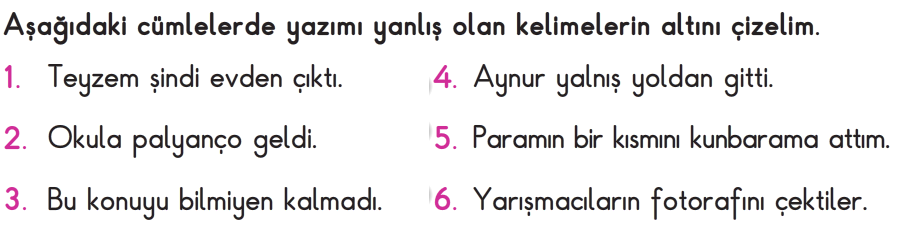 Aşağıdaki cümlelerde yazımı yanlış olan kelimelerin altını çizelim.
1. Teyzem şindi evden çıktı.
2. Okula palyanço geldi.
3. Bu konuyu bilmiyen kalmadı.
4. Aynur yalnış yoldan gitti.
5. Paramın bir kısmını kunbarama attım.
6. Yarışmacıların fotorafını çektiler.